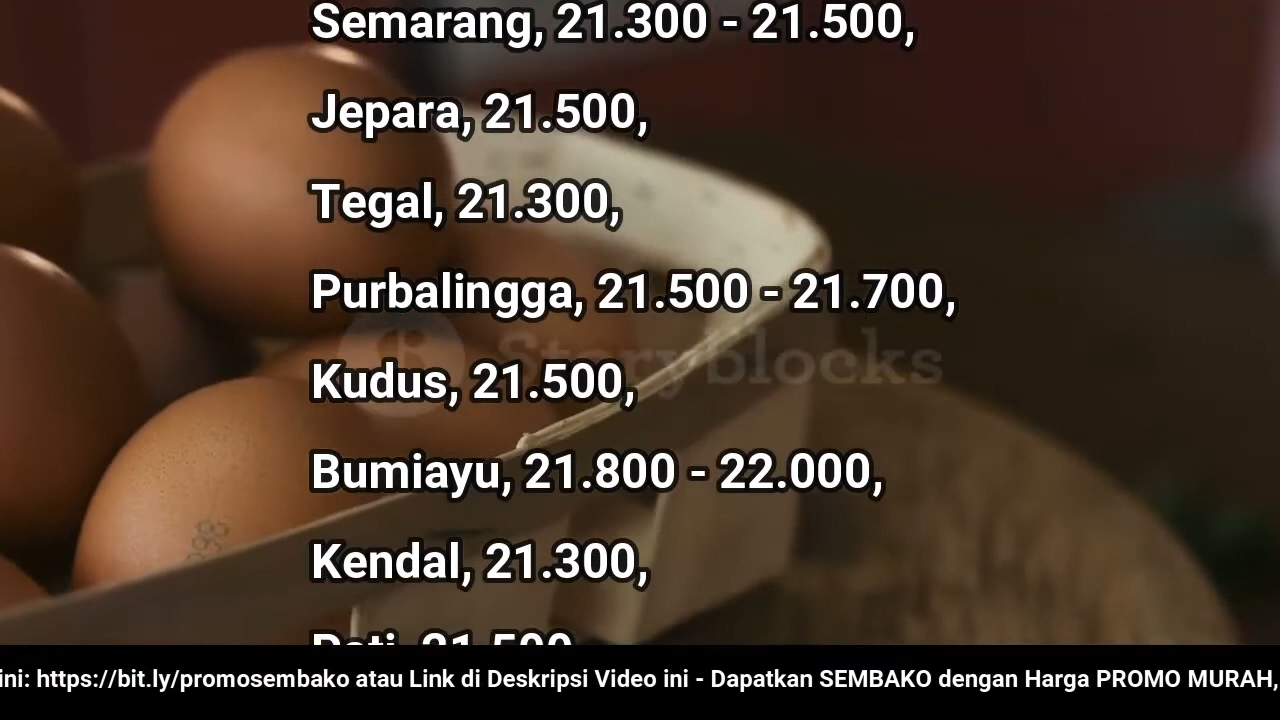 Semarang, 21.300 - 21.500,
Jepara, 21.500,
Tegal, 21.300,
Purbalingga, 21.500 - 21.700,
Storyblocks
Kudus, 21.500,
Bumiayu, 21.800 - 22.000,
Kendal, 21.300,
ini: https://bit.ly/promosembako atau Link di Deskripsi Video ini - Dapatkan SEMBAKO dengan Harga PROMO MURAH,